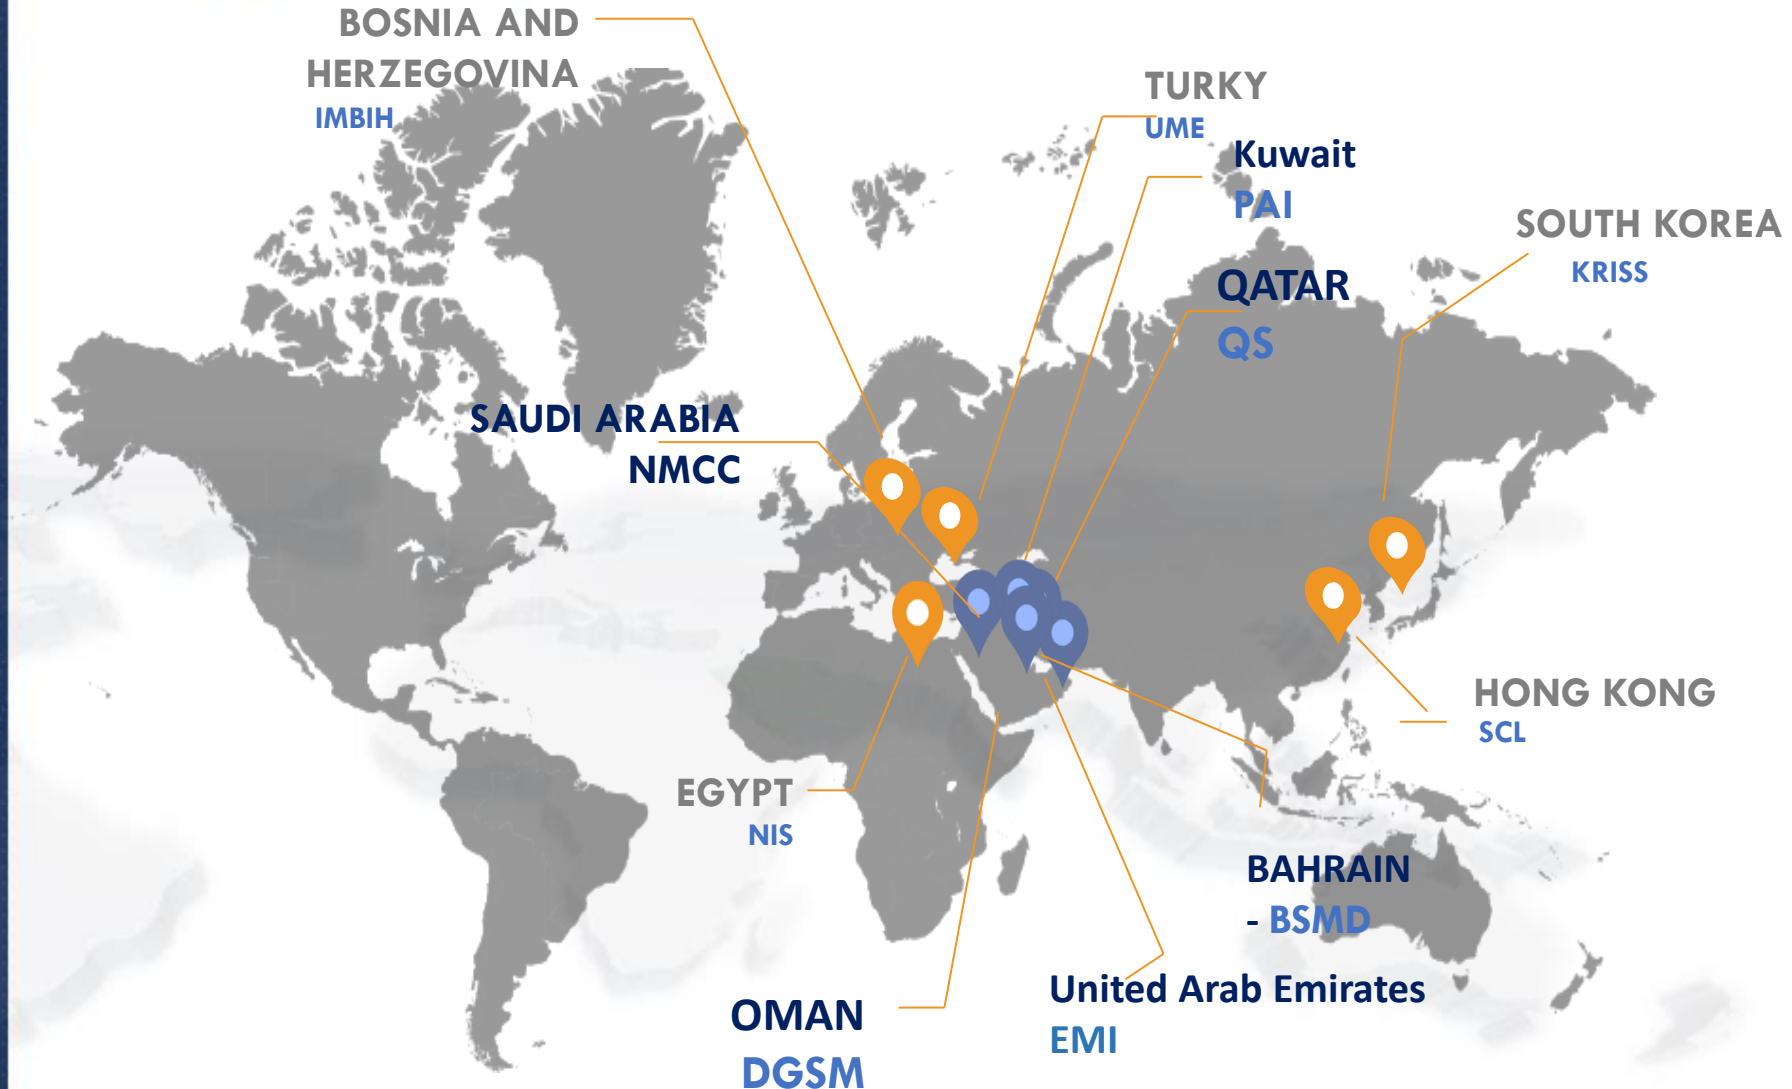 BOSNIA AND
HERZEGOVINA
IMBIH
TURKY
UME
Kuwait
PAI
SOUTH KOREA
KRISS
QATAR
QS
SAUDI ARABIA
NMCC
HONG KONG
SCL
EGYPT
NIS
BAHRAIN
- BSMD
United Arab Emirates
EMI
OMAN
DGSM